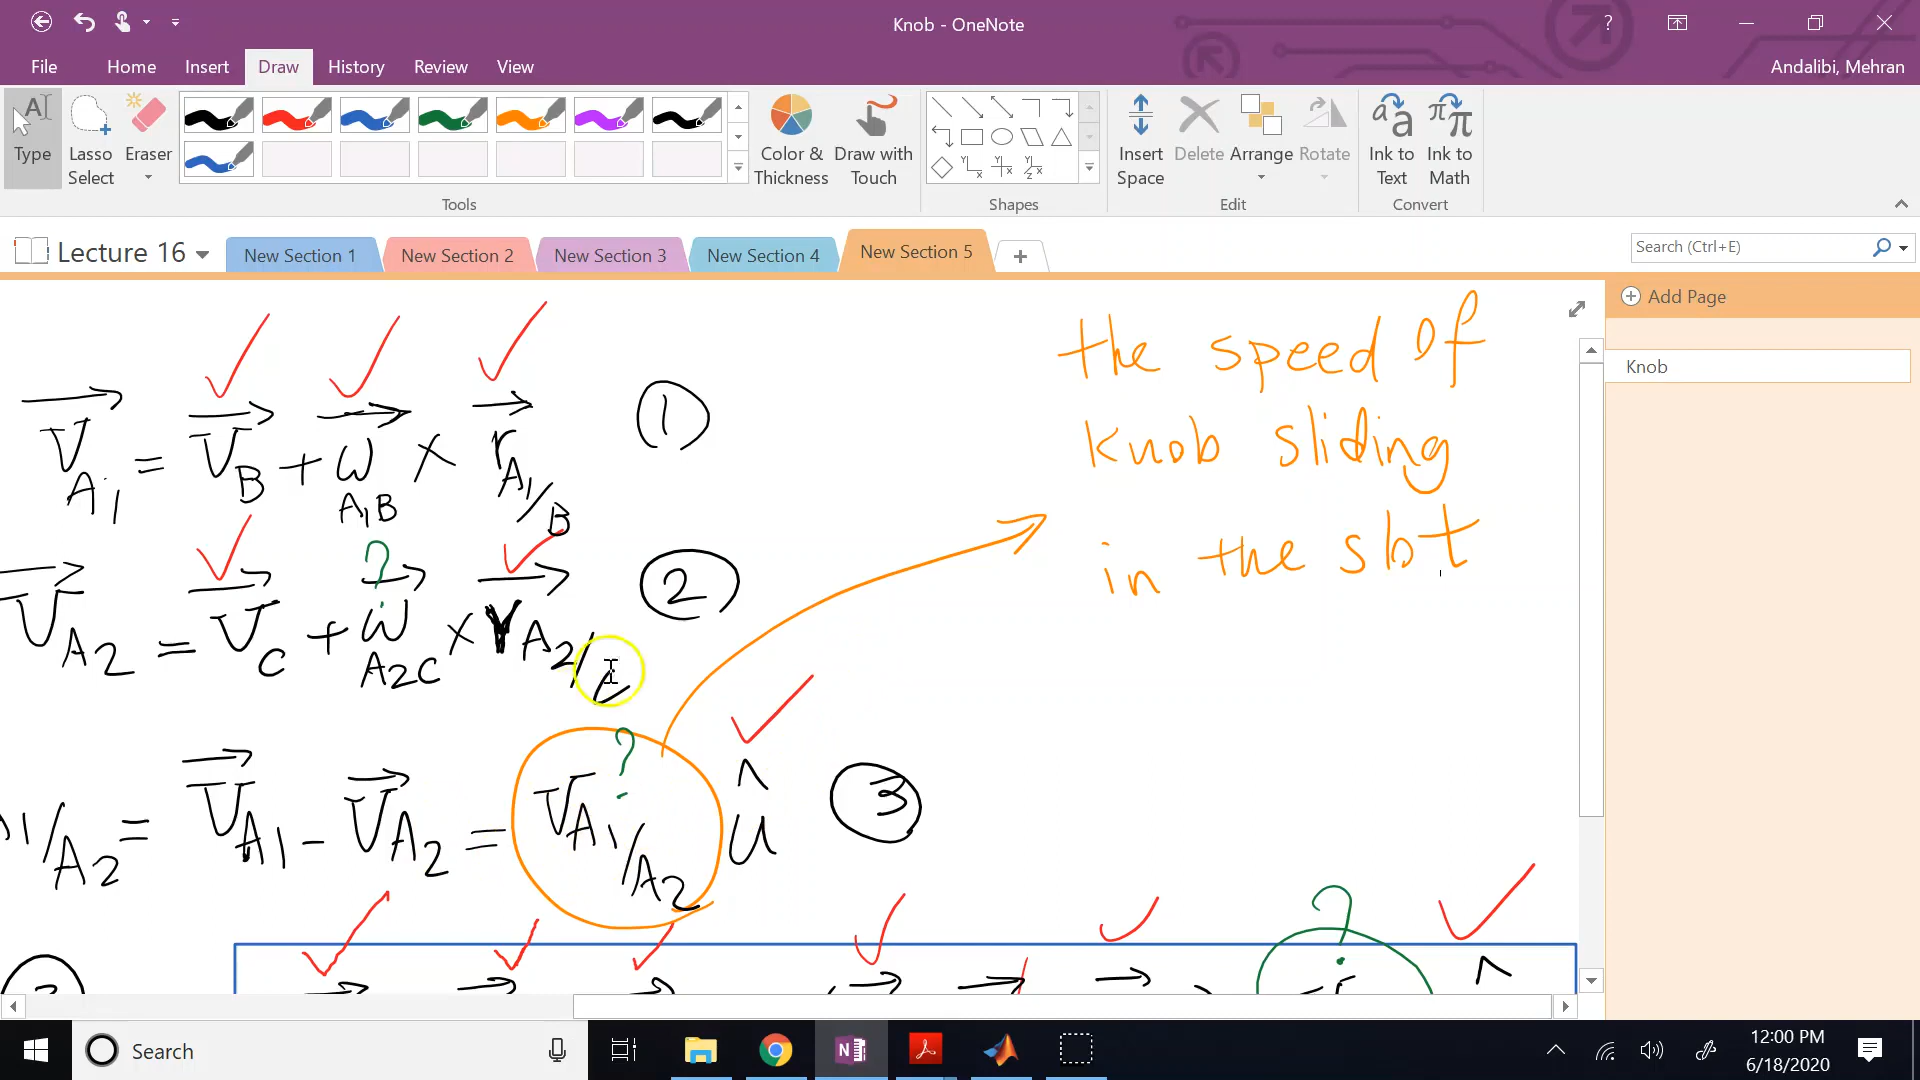 Knob - OneNote
?
File Home Insert Draw History Review View
Andalibi, Mehran
Type
Lasso Select
Eraser
Color & Thickness
Draw with Touch
Insert Space
Delete
Arrange
Rotate
Ink to Text
Ink to Math
Tools Shapes Edit Convert
Lecture 16 New Section 1 New Section 2 New Section 3 New Section 4 New Section 5 +
Search (Ctrl+E)
Add Page
Knob
the speed of
knob sliding
in the slot
V A1 = V B + ω A1B × r A1/B ①
V A2 = V C + ω A2C × r A2/C ②
?
A1/A2 = V A1 - V A2 = V A1/A2 û ③
?
?
Search
N
12:00 PM
6/18/2020